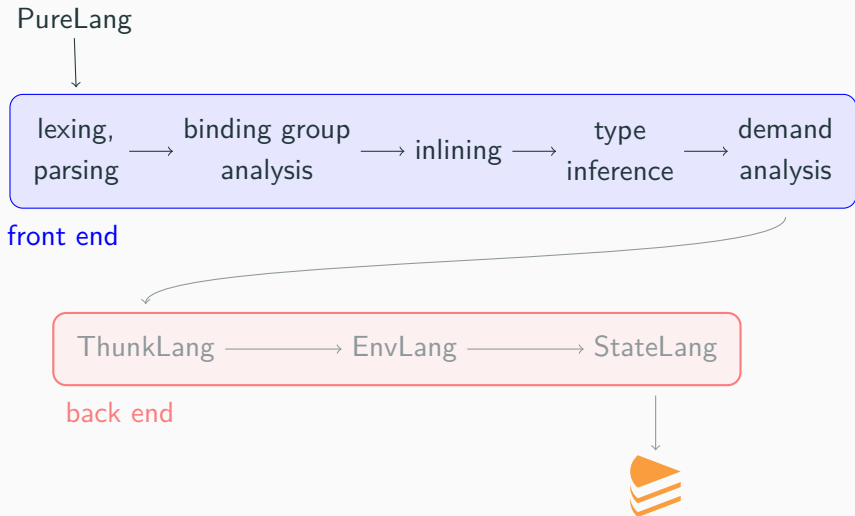 PureLang
lexing,
parsing
binding group
analysis
inlining
type
inference
demand
analysis
front end
ThunkLang
EnvLang
StateLang
back end